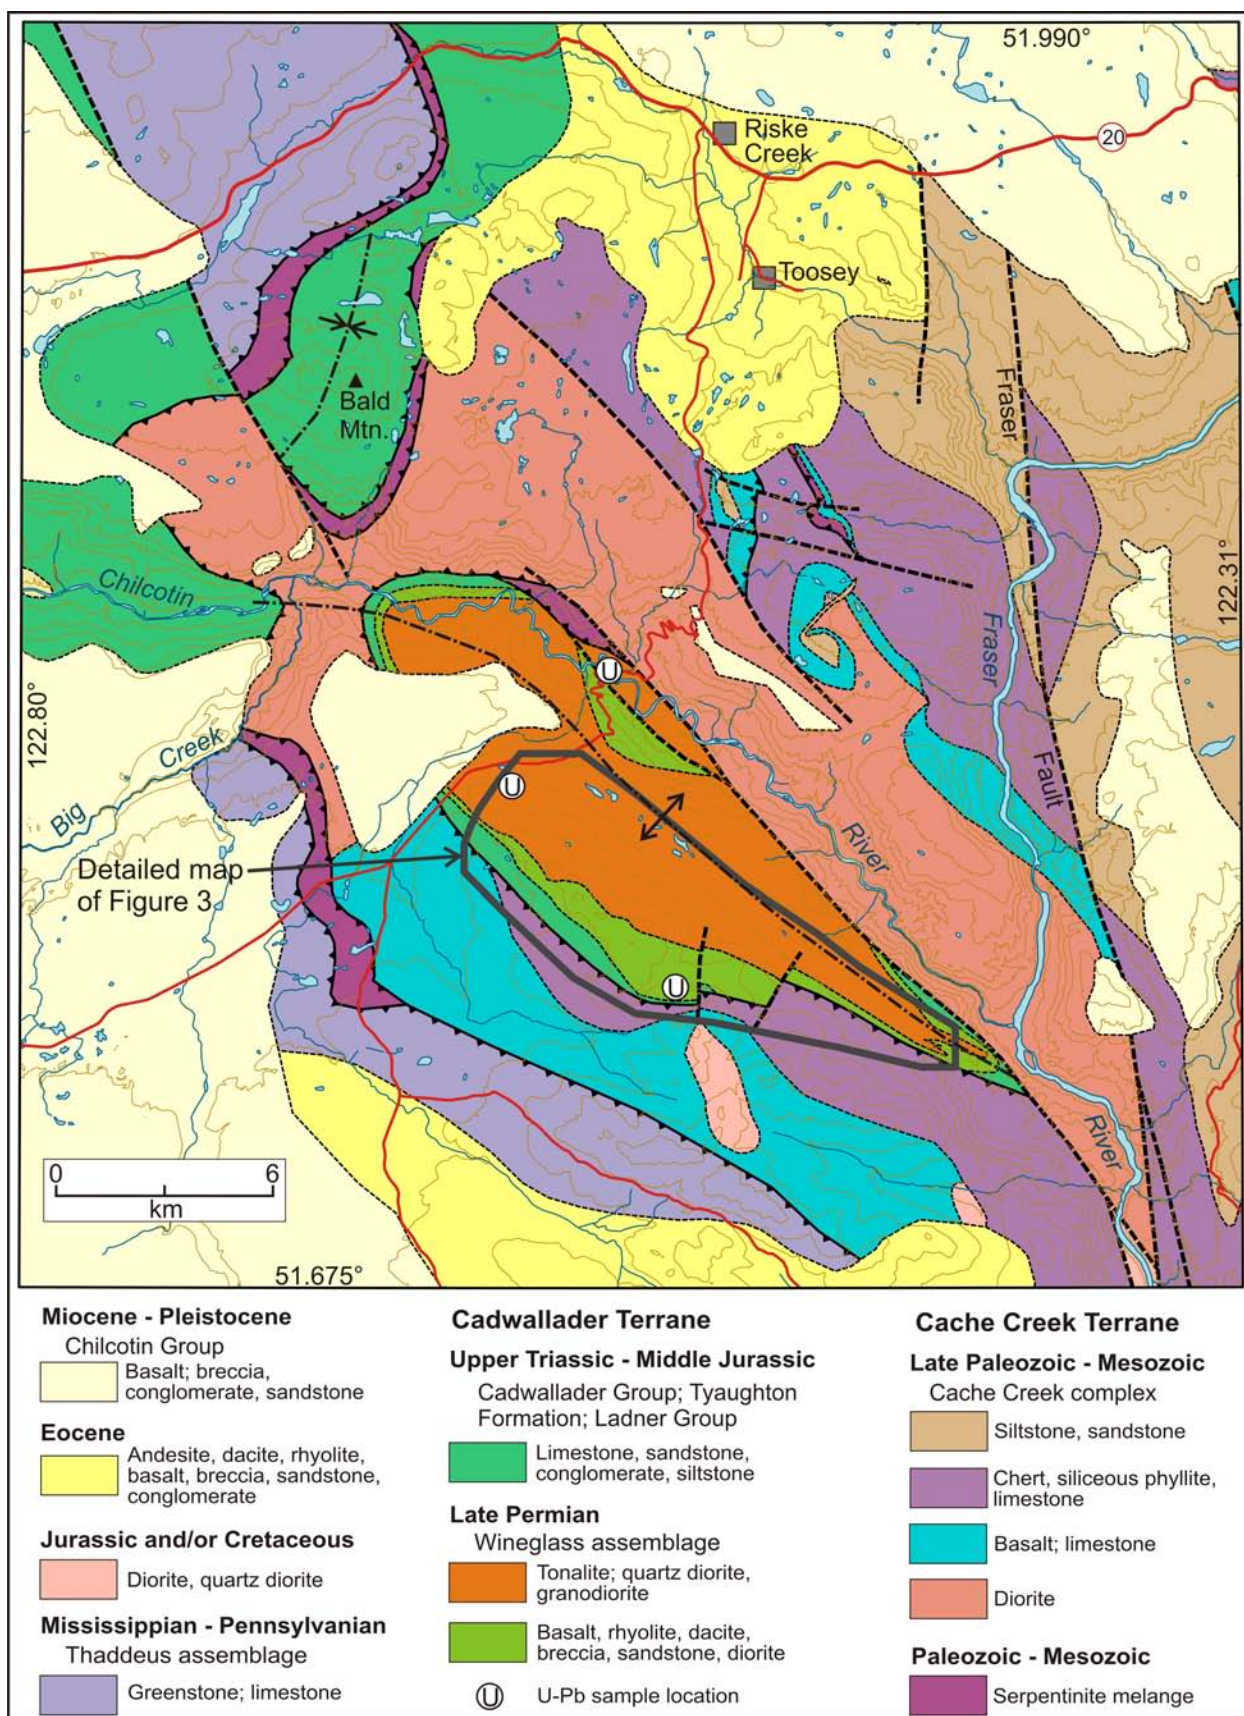 51.990°
20
Riske
Creek
Toosey
Fraser
Bald
Mtn.
Chilcotin
122.31°
Fraser
122.80°
Creek
Fault
Big
River
Detailed map
of Figure 3
U
U
U
River
0 6
km
51.675°
Miocene - Pleistocene
Chilcotin Group
Basalt; breccia,
conglomerate, sandstone
Eocene
Andesite, dacite, rhyolite,
basalt, breccia, sandstone,
conglomerate
Jurassic and/or Cretaceous
Diorite, quartz diorite
Mississippian - Pennsylvanian
Thaddeus assemblage
Greenstone; limestone
Cadwallader Terrane
Upper Triassic - Middle Jurassic
Cadwallader Group; Tyaughton
Formation; Ladner Group
Limestone, sandstone,
conglomerate, siltstone
Late Permian
Wineglass assemblage
Tonalite; quartz diorite,
granodiorite
Basalt, rhyolite, dacite,
breccia, sandstone, diorite
U U-Pb sample location
Cache Creek Terrane
Late Paleozoic - Mesozoic
Cache Creek complex
Siltstone, sandstone
Chert, siliceous phyllite,
limestone
Basalt; limestone
Diorite
Paleozoic - Mesozoic
Serpentinite melange